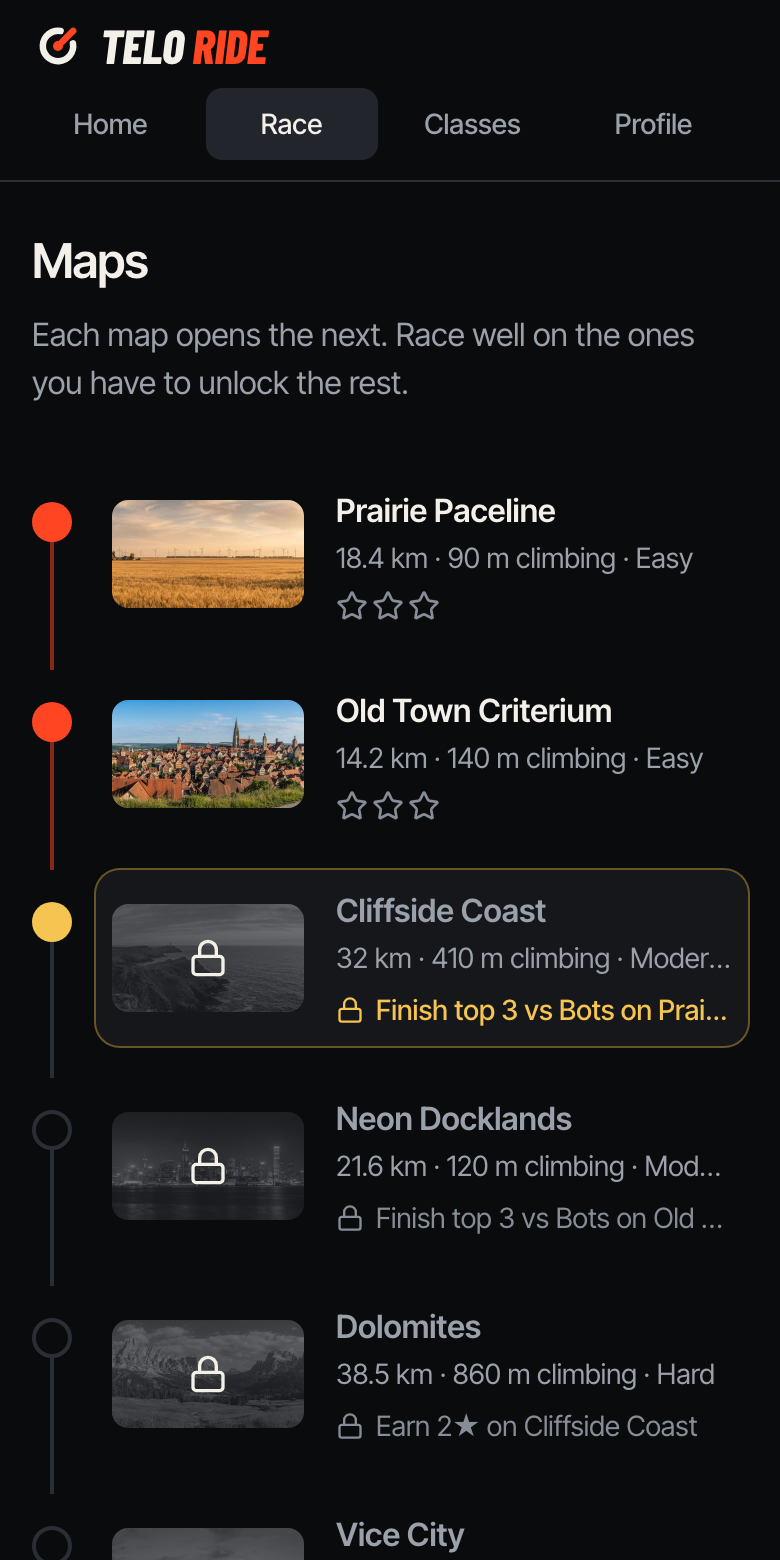 TELO RIDE
Home Race Classes Profile
Maps
Each map opens the next. Race well on the ones
you have to unlock the rest.
Prairie Paceline
18.4 km · 90 m climbing · Easy
Old Town Criterium
14.2 km · 140 m climbing · Easy
Cliffside Coast
32 km · 410 m climbing · Moder...
Finish top 3 vs Bots on Prai...
Neon Docklands
21.6 km · 120 m climbing · Mod...
Finish top 3 vs Bots on Old ...
Dolomites
38.5 km · 860 m climbing · Hard
Earn 2★ on Cliffside Coast
Vice City